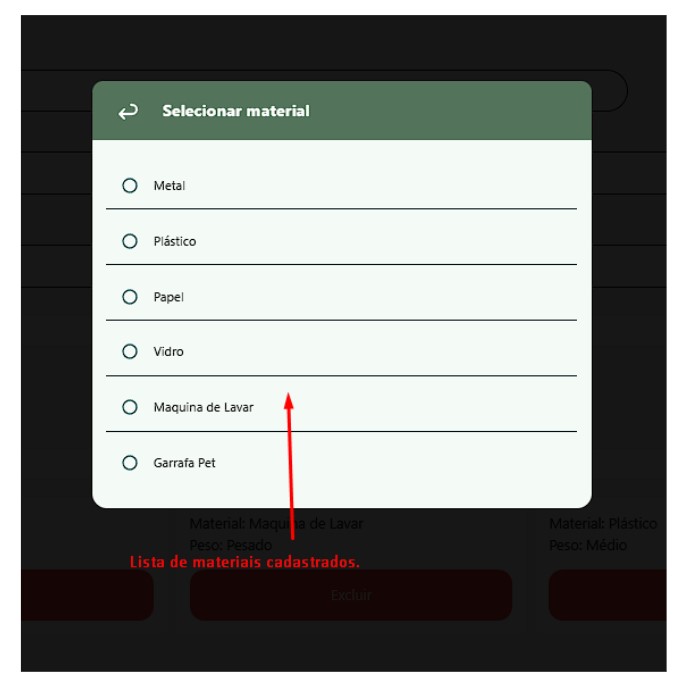 Selecionar material
Metal
Plástico
Papel
Vidro
Maquina de Lavar
Garrafa Pet
Material: Maquina de Lavar
Peso: Pesado
Material: Plástico
Peso: Médio
Lista de materiais cadastrados.
Excluir